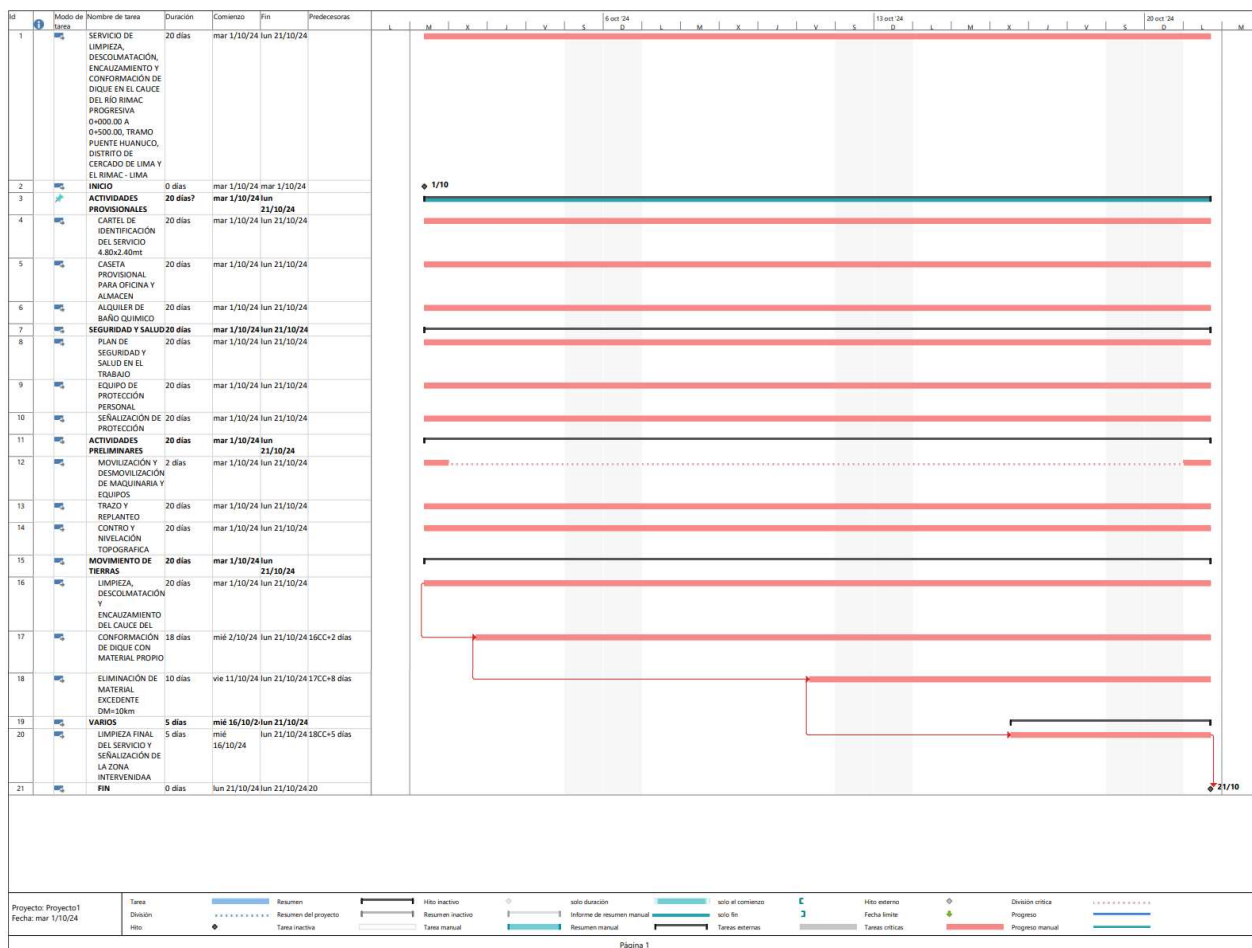 Id Modo de tarea Nombre de tarea Duración Comienzo Fin Predecesoras
6 oct '24 13 oct '24 20 oct '24
L M X J V S D L M X J V S D L M X J V S D L M
1 SERVICIO DE 20 días mar 1/10/24 lun 21/10/24
LIMPIEZA,
DESCOLMATACIÓN,
ENCAUZAMIENTO Y
CONFORMACIÓN DE
DIQUE EN EL CAUCE
DEL RÍO RIMAC
PROGRESIVA
0+000.00 A
0+500.00, TRAMO
PUENTE HUANUCO,
DISTRITO DE
CERCADO DE LIMA Y
EL RIMAC - LIMA
2 INICIO 0 días mar 1/10/24 mar 1/10/24 1/10
3 ACTIVIDADES 20 días? mar 1/10/24 lun
PROVISIONALES 21/10/24
4 CARTEL DE 20 días mar 1/10/24 lun 21/10/24
IDENTIFICACIÓN
DEL SERVICIO
4.80x2.40mt
5 CASETA 20 días mar 1/10/24 lun 21/10/24
PROVISIONAL
PARA OFICINA Y
ALMACEN
6 ALQUILER DE 20 días mar 1/10/24 lun 21/10/24
BAÑO QUIMICO
7 SEGURIDAD Y SALUD 20 días mar 1/10/24 lun 21/10/24
8 PLAN DE 20 días mar 1/10/24 lun 21/10/24
SEGURIDAD Y
SALUD EN EL
TRABAJO
9 EQUIPO DE 20 días mar 1/10/24 lun 21/10/24
PROTECCIÓN
PERSONAL
10 SEÑALIZACIÓN DE 20 días mar 1/10/24 lun 21/10/24
PROTECCIÓN
11 ACTIVIDADES 20 días mar 1/10/24 lun
PRELIMINARES 21/10/24
12 MOVILIZACIÓN Y 2 días mar 1/10/24 lun 21/10/24
DESMOVILIZACIÓN
DE MAQUINARIA Y
EQUIPOS
13 TRAZO Y 20 días mar 1/10/24 lun 21/10/24
REPLANTEO
14 CONTRO Y 20 días mar 1/10/24 lun 21/10/24
NIVELACIÓN
TOPOGRAFICA
15 MOVIMIENTO DE 20 días mar 1/10/24 lun
TIERRAS 21/10/24
16 LIMPIEZA, 20 días mar 1/10/24 lun 21/10/24
DESCOLMATACIÓN
Y
ENCAUZAMIENTO
DEL CAUCE DEL
17 CONFORMACIÓN 18 días mié 2/10/24 lun 21/10/24 16CC+2 días
DE DIQUE CON
MATERIAL PROPIO
18 ELIMINACIÓN DE 10 días vie 11/10/24 lun 21/10/24 17CC+8 días
MATERIAL
EXCEDENTE
DM=10km
19 VARIOS 5 días mié 16/10/2 lun 21/10/24
20 LIMPIEZA FINAL 5 días mié lun 21/10/24 18CC+5 días
DEL SERVICIO Y 16/10/24
SEÑALIZACIÓN DE
LA ZONA
INTERVENIDAA
21 FIN 0 días lun 21/10/24 lun 21/10/24 20 21/10
Proyecto: Proyecto1
Fecha: mar 1/10/24
Tarea Resumen Hito inactivo solo duración solo el comienzo Hito externo División crítica
División Resumen del proyecto Resumen inactivo Informe de resumen manual solo fin Fecha límite Progreso
Hito Tarea inactiva Tarea manual Resumen manual Tareas externas Tareas críticas Progreso manual
Página 1